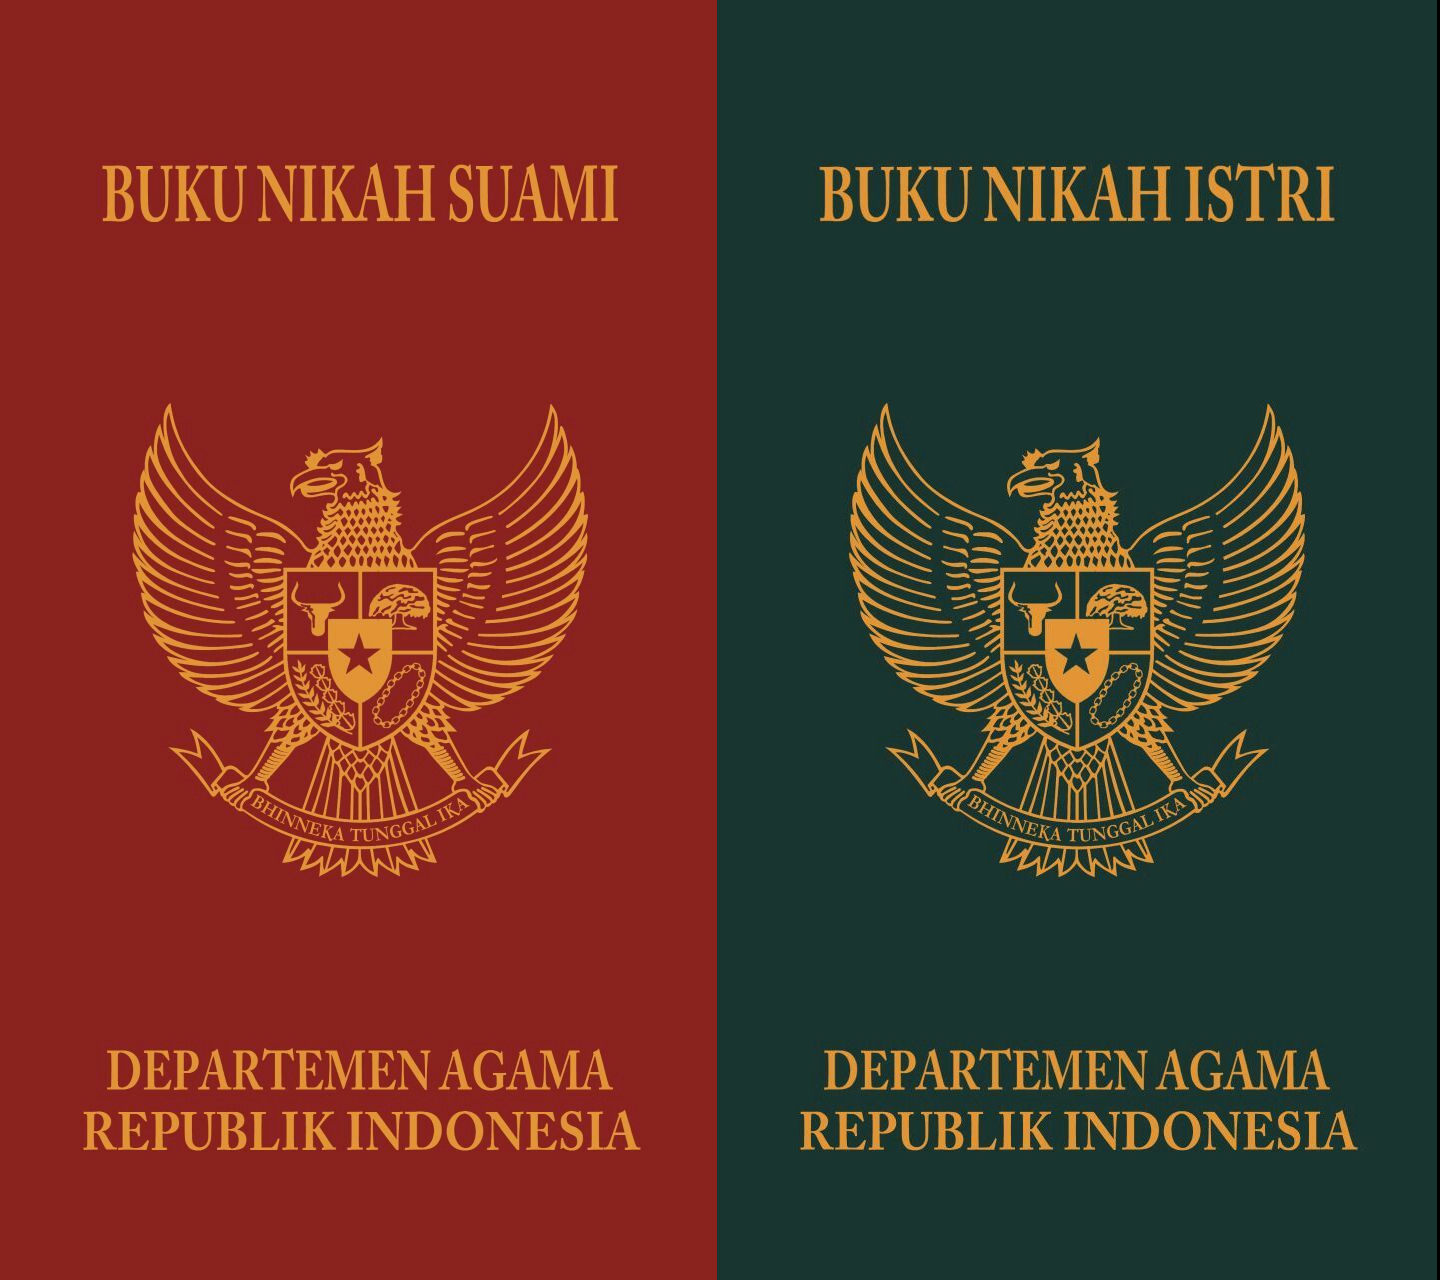 BUKU NIKAH SUAMI
BHINNEKA TUNGGAL IKA
DEPARTEMEN AGAMA
REPUBLIK INDONESIA
BUKU NIKAH ISTRI
BHINNEKA TUNGGAL IKA
DEPARTEMEN AGAMA
REPUBLIK INDONESIA